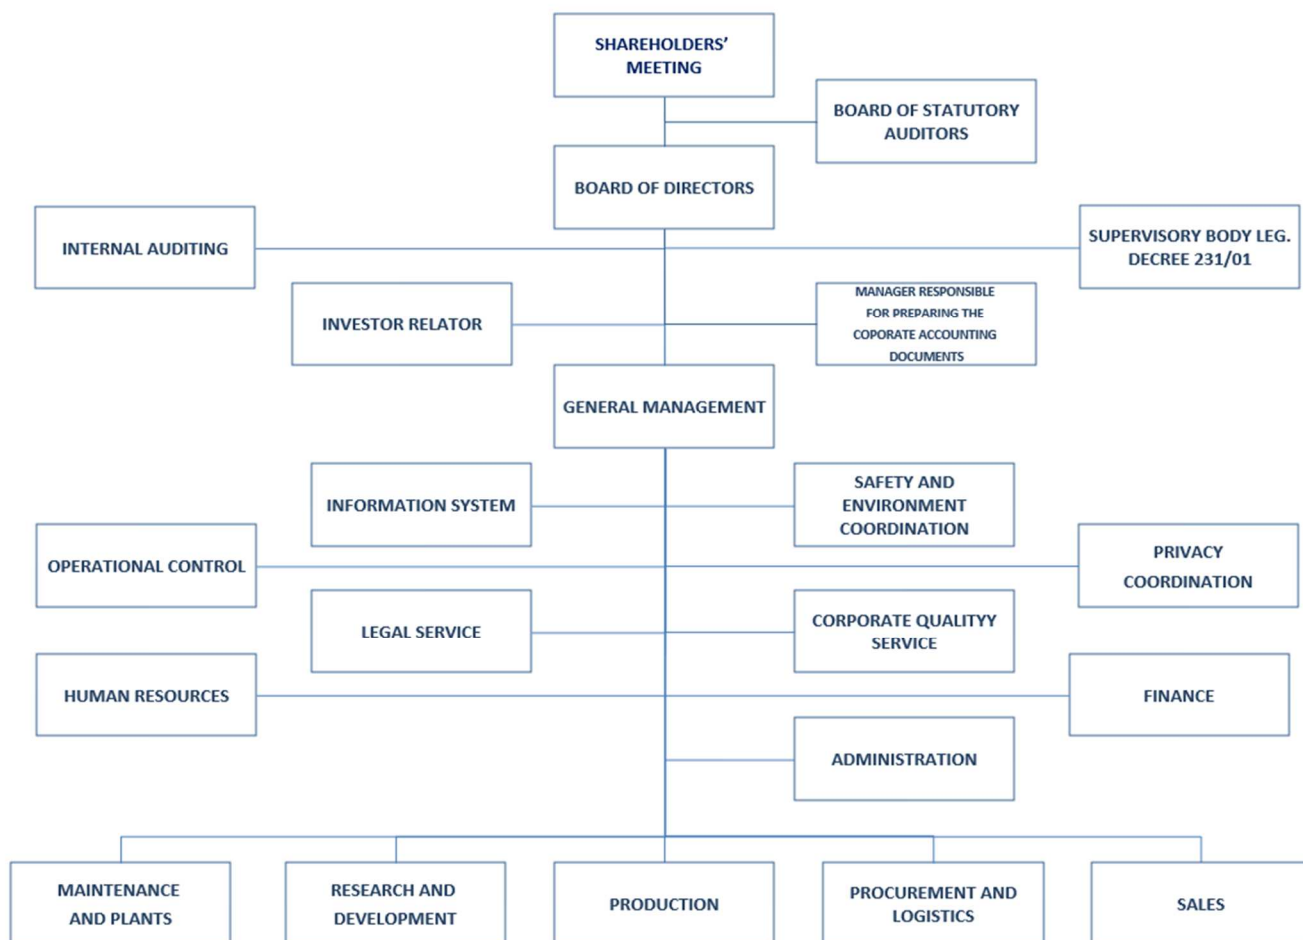 SHAREHOLDERS’
MEETING
BOARD OF STATUTORY
AUDITORS
BOARD OF DIRECTORS
INTERNAL AUDITING
SUPERVISORY BODY LEG.
DECREE 231/01
INVESTOR RELATOR
MANAGER RESPONSIBLE
FOR PREPARING THE
COPORATE ACCOUNTING
DOCUMENTS
GENERAL MANAGEMENT
INFORMATION SYSTEM
SAFETY AND
ENVIRONMENT
COORDINATION
OPERATIONAL CONTROL
PRIVACY
COORDINATION
LEGAL SERVICE
CORPORATE QUALITYY
SERVICE
HUMAN RESOURCES
FINANCE
ADMINISTRATION
MAINTENANCE
AND PLANTS
RESEARCH AND
DEVELOPMENT
PRODUCTION
PROCUREMENT AND
LOGISTICS
SALES